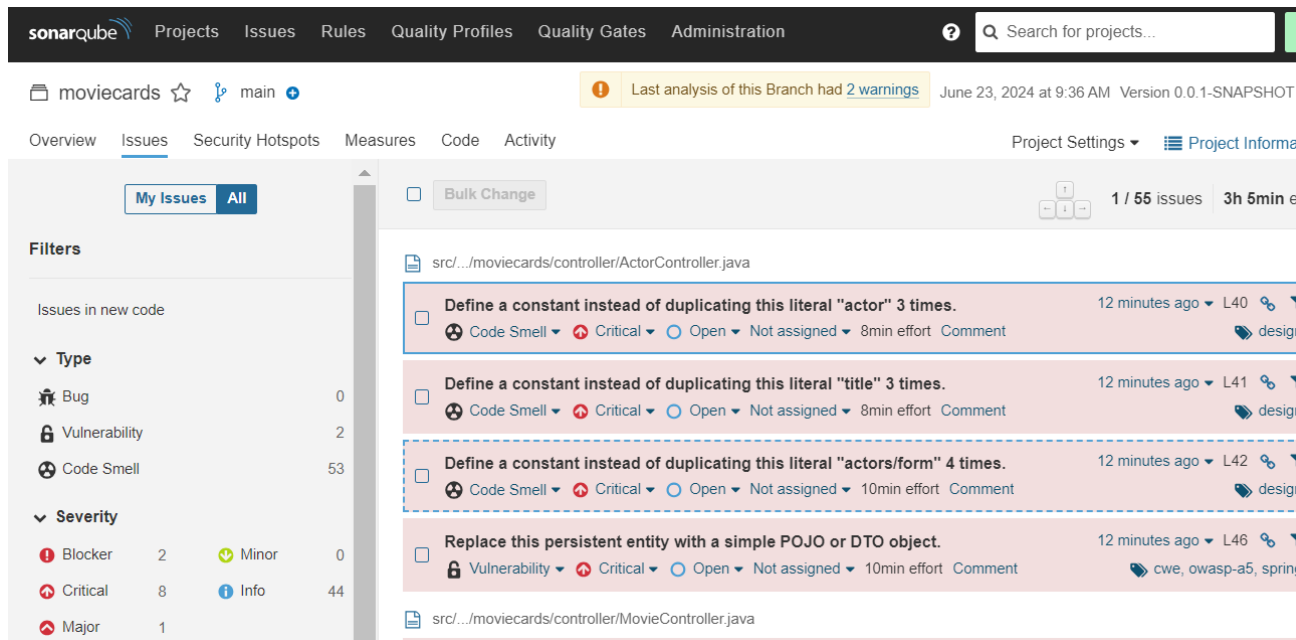 sonarqube Projects Issues Rules Quality Profiles Quality Gates Administration ? Search for projects...
moviecards main Last analysis of this Branch had 2 warnings June 23, 2024 at 9:36 AM Version 0.0.1-SNAPSHOT
Overview Issues Security Hotspots Measures Code Activity Project Settings Project Informa
My Issues All Bulk Change 1 / 55 issues 3h 5min e
Filters
src/.../moviecards/controller/ActorController.java
Issues in new code
Define a constant instead of duplicating this literal "actor" 3 times. 12 minutes ago L40
Code Smell Critical Open Not assigned 8min effort Comment desig
Type
Bug 0
Vulnerability 2
Code Smell 53
Define a constant instead of duplicating this literal "title" 3 times. 12 minutes ago L41
Code Smell Critical Open Not assigned 8min effort Comment desig
Define a constant instead of duplicating this literal "actors/form" 4 times. 12 minutes ago L42
Code Smell Critical Open Not assigned 10min effort Comment desig
Severity
Blocker 2 Minor 0
Critical 8 Info 44
Major 1
Replace this persistent entity with a simple POJO or DTO object. 12 minutes ago L46
Vulnerability Critical Open Not assigned 10min effort Comment cwe, owasp-a5, spring
src/.../moviecards/controller/MovieController.java